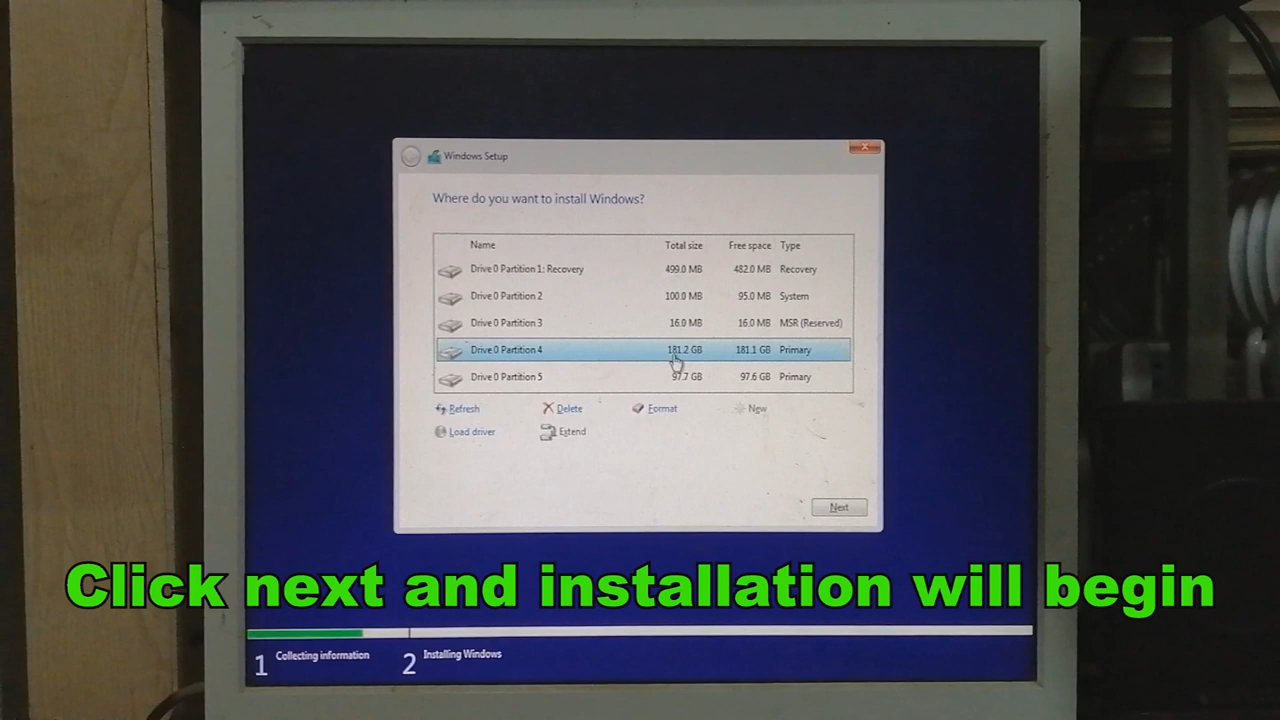 Windows Setup
Where do you want to install Windows?
Name Total size Free space Type
Drive 0 Partition 1: Recovery 499.0 MB 482.0 MB Recovery
Drive 0 Partition 2 100.0 MB 95.0 MB System
Drive 0 Partition 3 16.0 MB 16.0 MB MSR (Reserved)
Drive 0 Partition 4 181.2 GB 181.1 GB Primary
Drive 0 Partition 5 97.7 GB 97.6 GB Primary
Refresh Delete Format New
Load driver Extend
Next
Click next and installation will begin
1 Collecting information 2 Installing Windows